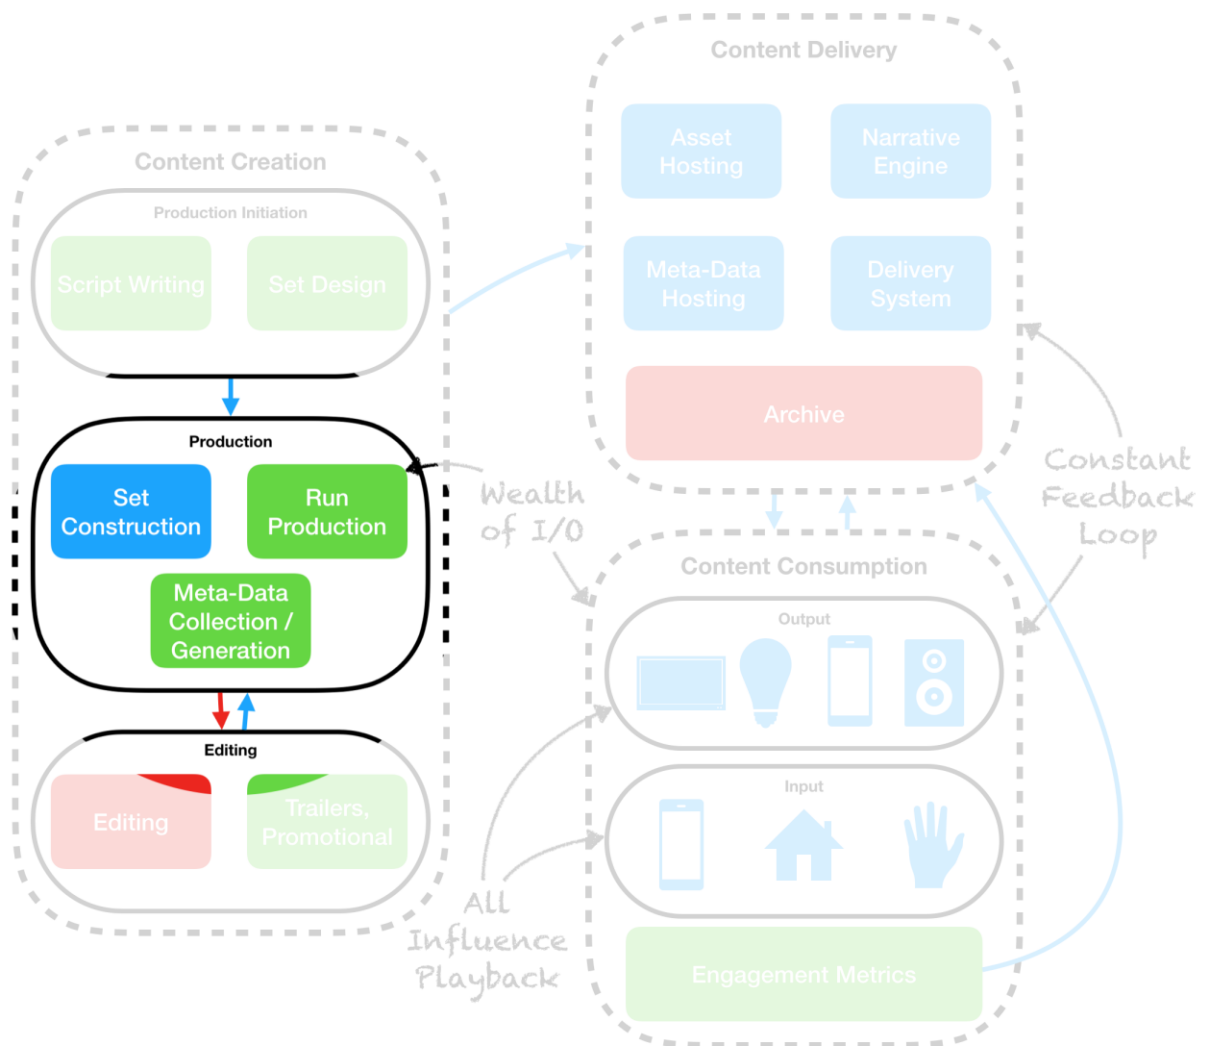 Content Creation
Production Initiation
Script Writing
Set Design
Production
Set
Construction
Run
Production
Meta-Data
Collection /
Generation
Editing
Editing
Trailers,
Promotional
Wealth
of I/O
All
Influence
Playback
Content Delivery
Asset
Hosting
Narrative
Engine
Meta-Data
Hosting
Delivery
System
Archive
Constant
Feedback
Loop
Content Consumption
Output
Input
Engagement Metrics